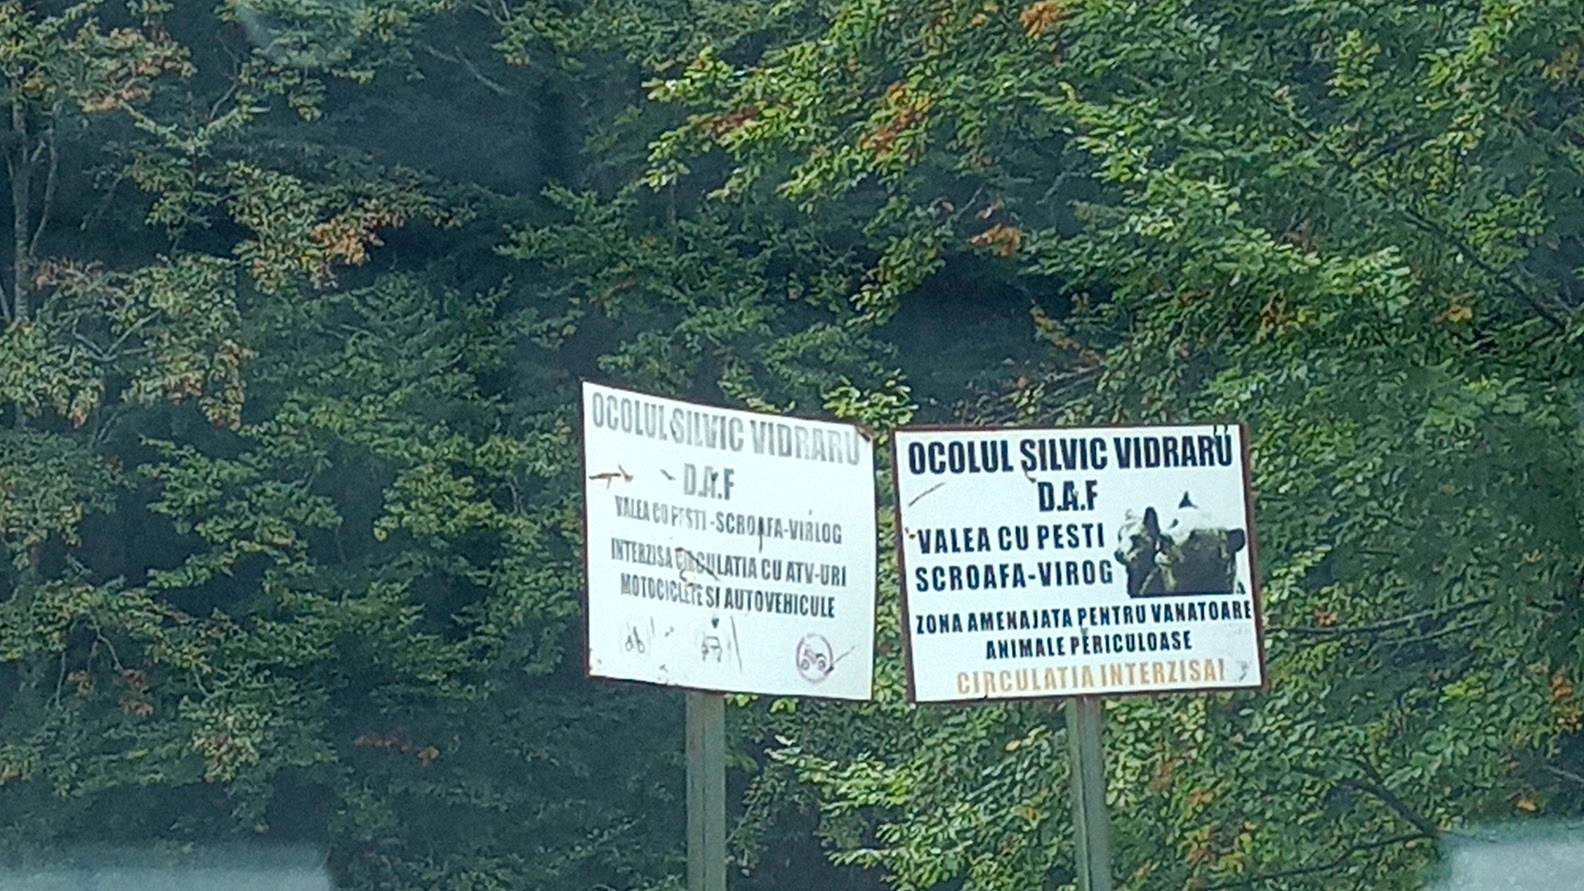 OCOLUL SILVIC VIDRARU
D.A.F
VALEA CU PESTI-SCROAFA-VIRLOG
INTERZISA CIRCULATIA CU ATV-URI
MOTOCICLETE SI AUTOVEHICULE
OCOLUL SILVIC VIDRARU
D.A.F
VALEA CU PESTI
SCROAFA-VIROG
ZONA AMENAJATA PENTRU VANATOARE
ANIMALE PERICULOASE
CIRCULATIA INTERZISA!